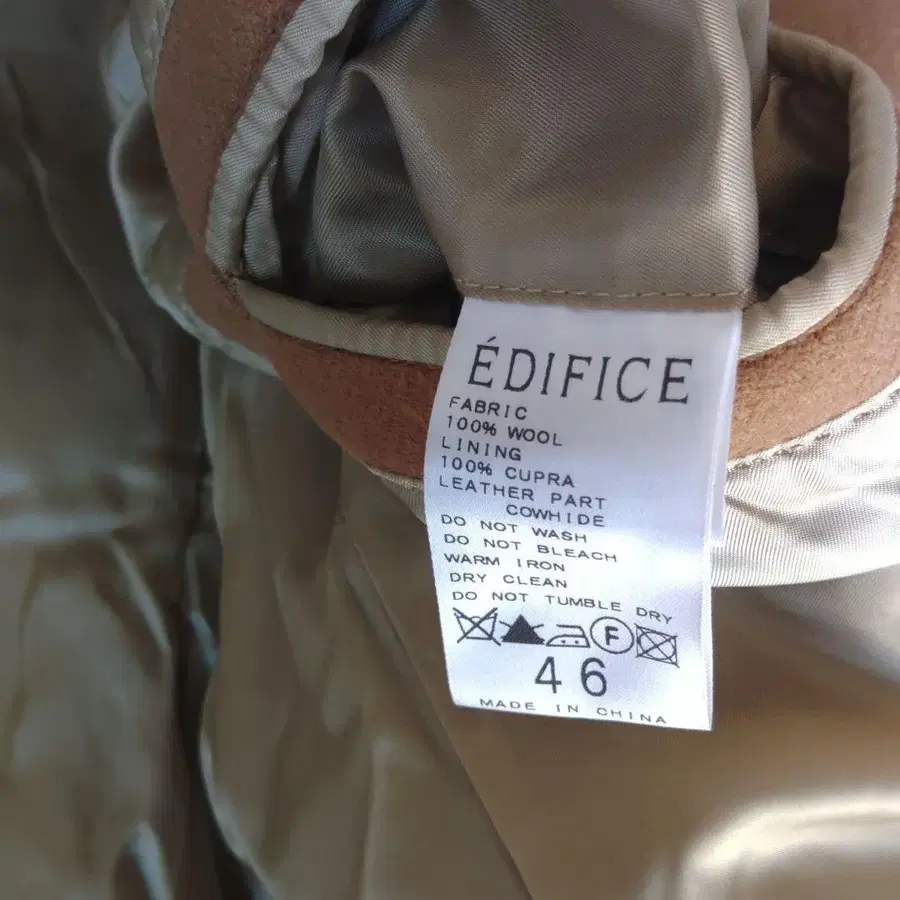 ÉDIFICE
FABRIC
100% WOOL
LINING
100% CUPRA
LEATHER PART
COWHIDE
DO NOT WASH
DO NOT BLEACH
WARM IRON
DRY CLEAN
DO NOT TUMBLE DRY
F
46
MADE IN CHINA